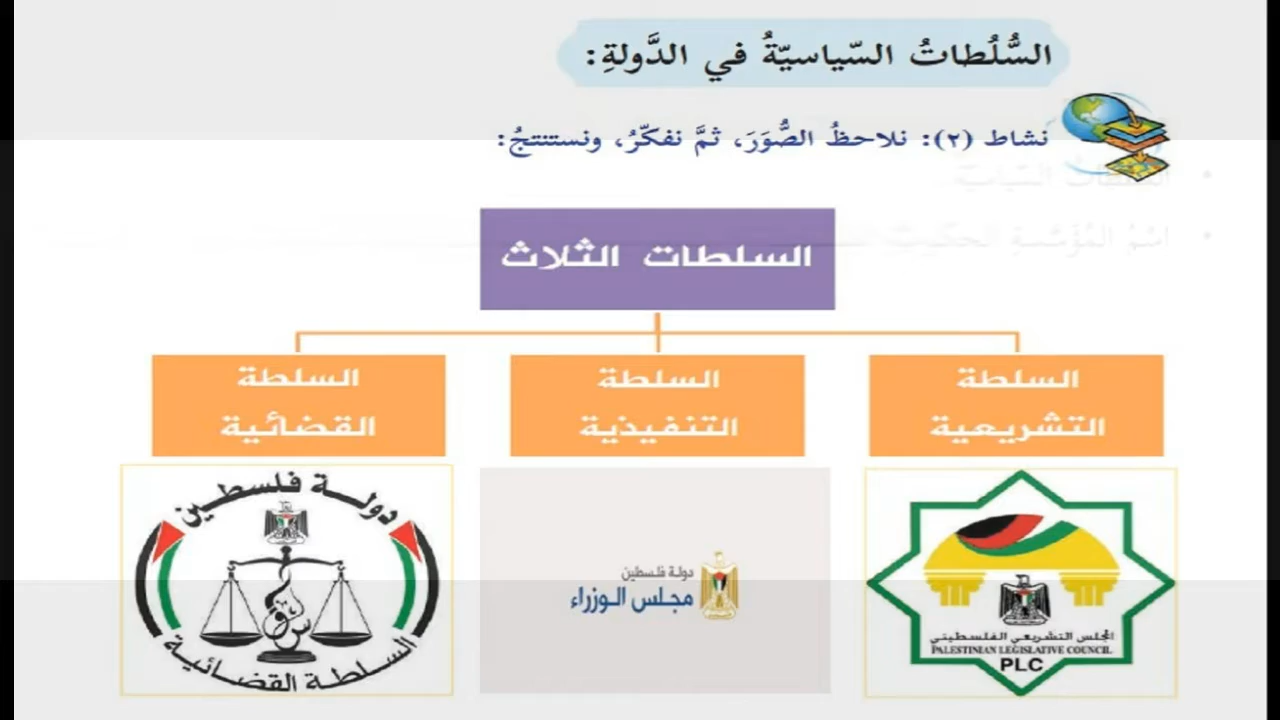 السُّلُطاتُ السّياسيّةُ في الدَّولةِ:
نشاط (٢): نلاحظُ الصُّوَرَ، ثمَّ نفكّرُ، ونستنتجُ:
السلطات الثلاث
السلطة
التشريعية
السلطة
التنفيذية
السلطة
القضائية
المجلس التشريعي الفلسطيني
PALESTINIAN LEGISLATIVE COUNCIL
PLC
دولة فلسطين
مجلس الوزراء
دولة فلسطين
السلطة القضائية